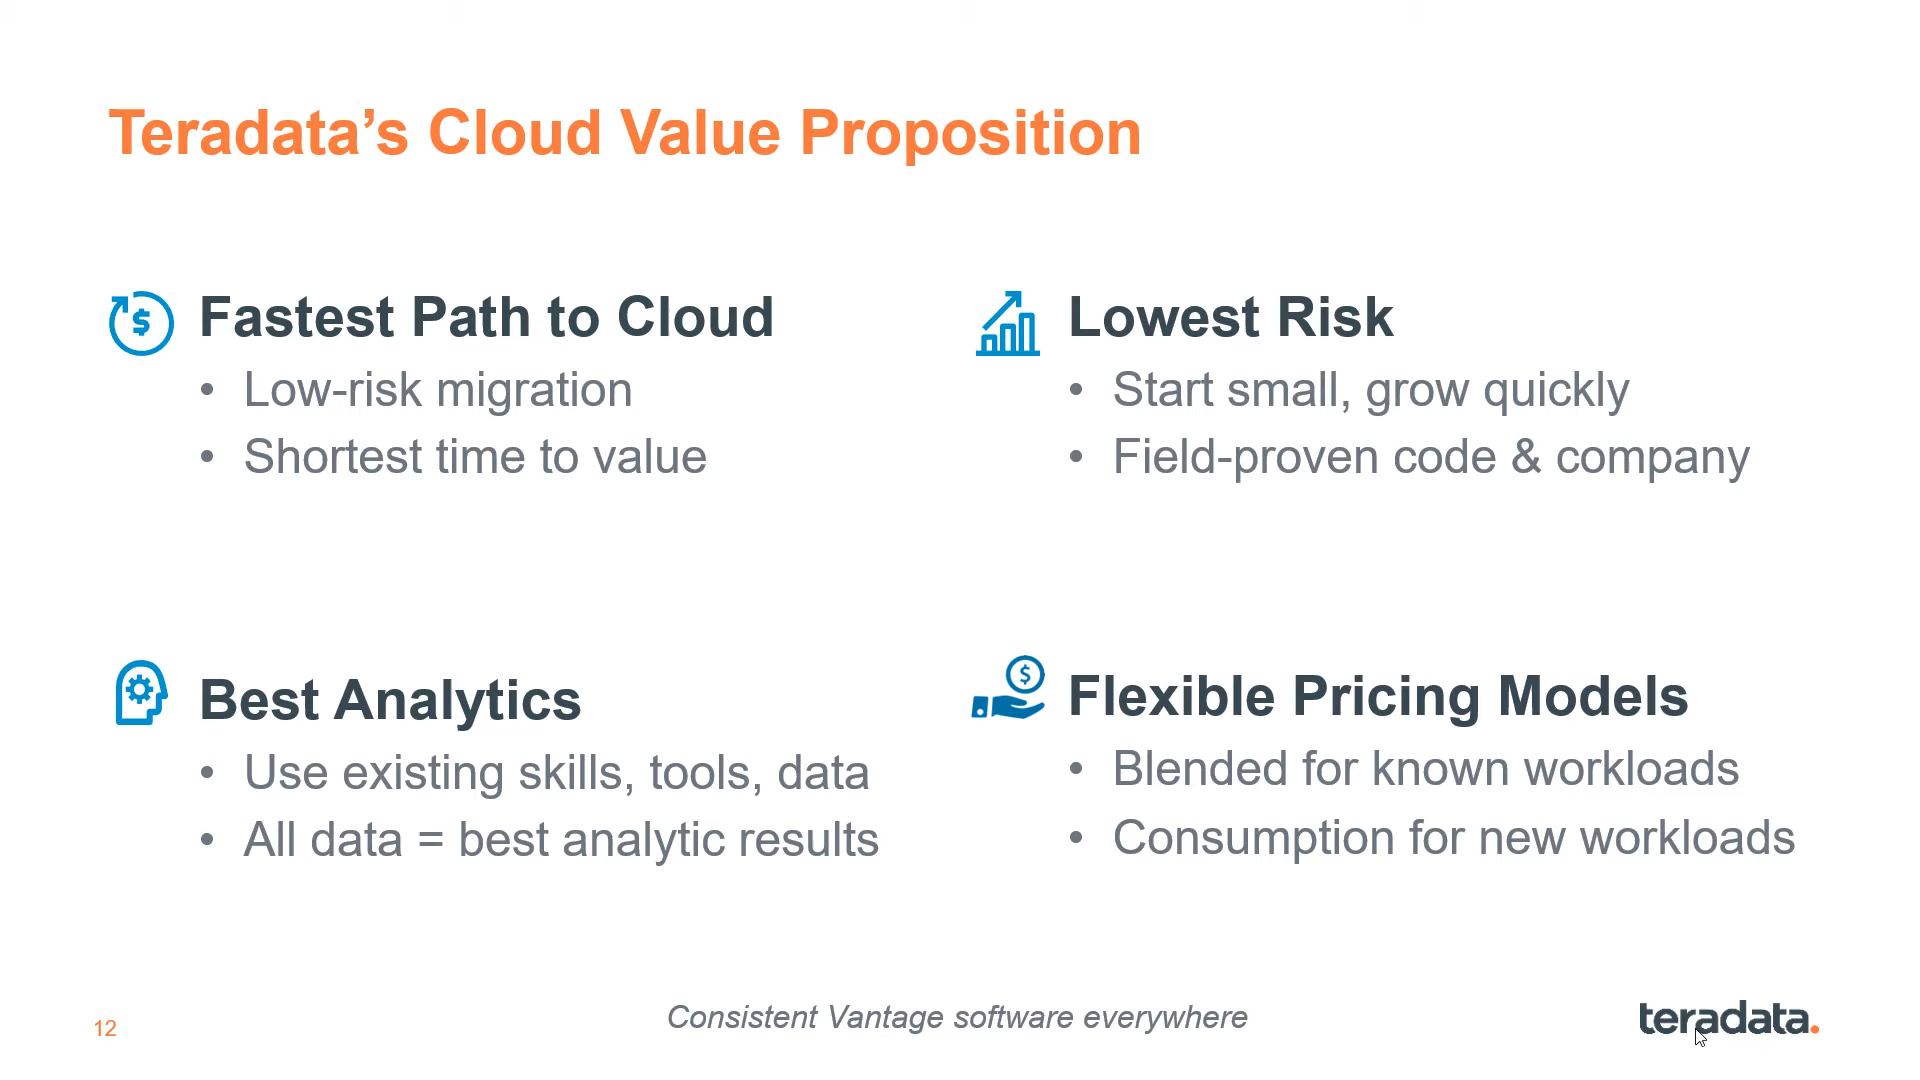 Teradata’s Cloud Value Proposition
Fastest Path to Cloud
• Low-risk migration
• Shortest time to value
Lowest Risk
• Start small, grow quickly
• Field-proven code & company
Best Analytics
• Use existing skills, tools, data
• All data = best analytic results
Flexible Pricing Models
• Blended for known workloads
• Consumption for new workloads
12
Consistent Vantage software everywhere
teradata.